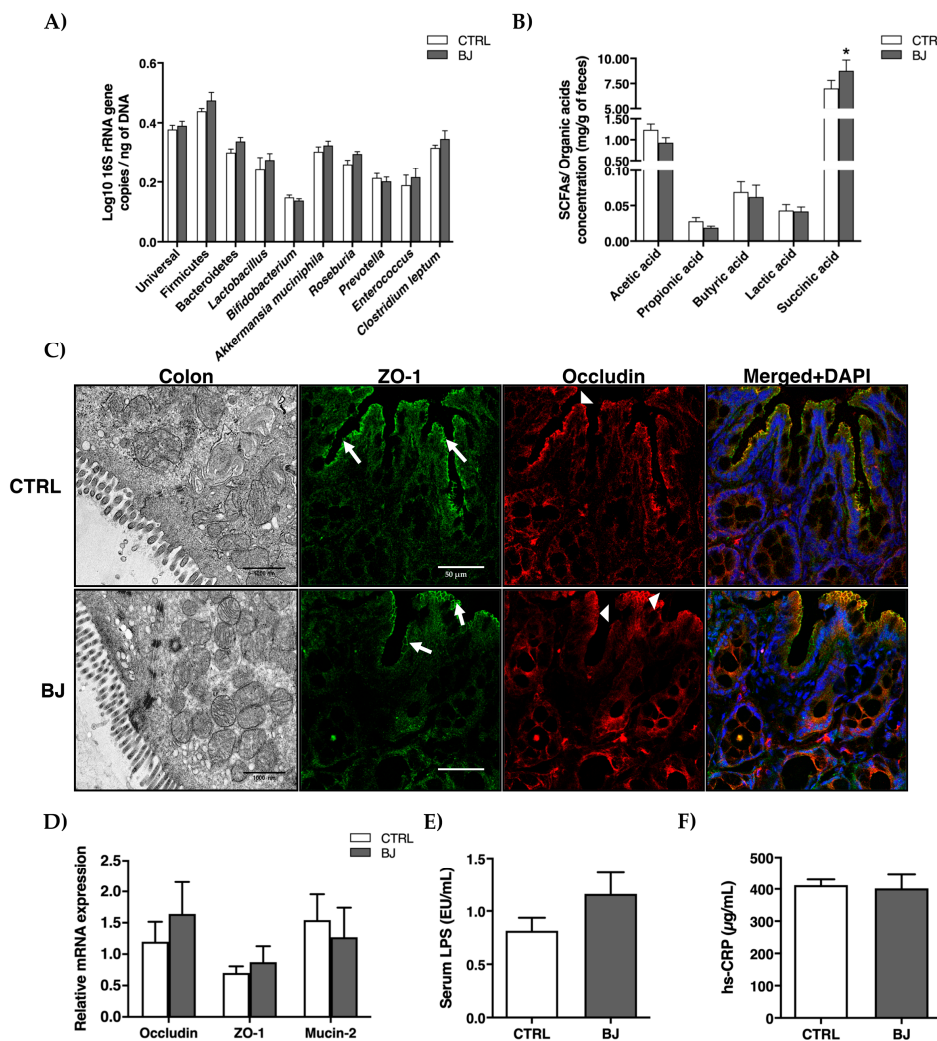 A)
CTRL
BJ
Log10 16S rRNA gene
copies / ng of DNA
0.6
0.4
0.2
0.0
Universal
Firmicutes
Bacteroidetes
Lactobacillus
Bifidobacterium
Akkermansia muciniphila
Roseburia
Prevotella
Enterococcus
Clostridium leptum
B)
CTR
BJ
SCFAs/ Organic acids
concentration (mg/g of feces)
10.00
7.50
5.00
1.50
1.00
0.50
0.10
0.05
0.00
*
Acetic acid
Propionic acid
Butyric acid
Lactic acid
Succinic acid
C)
Colon ZO-1 Occludin Merged+DAPI
CTRL
1000 nm
50 µm
BJ
1000 nm
D)
CTRL
BJ
Relative mRNA expression
2.5
2.0
1.5
1.0
0.5
0.0
Occludin ZO-1 Mucin-2
E)
Serum LPS (EU/mL)
1.5
1.0
0.5
0.0
CTRL BJ
F)
hs-CRP (µg/mL)
500
400
300
200
100
0
CTRL BJ